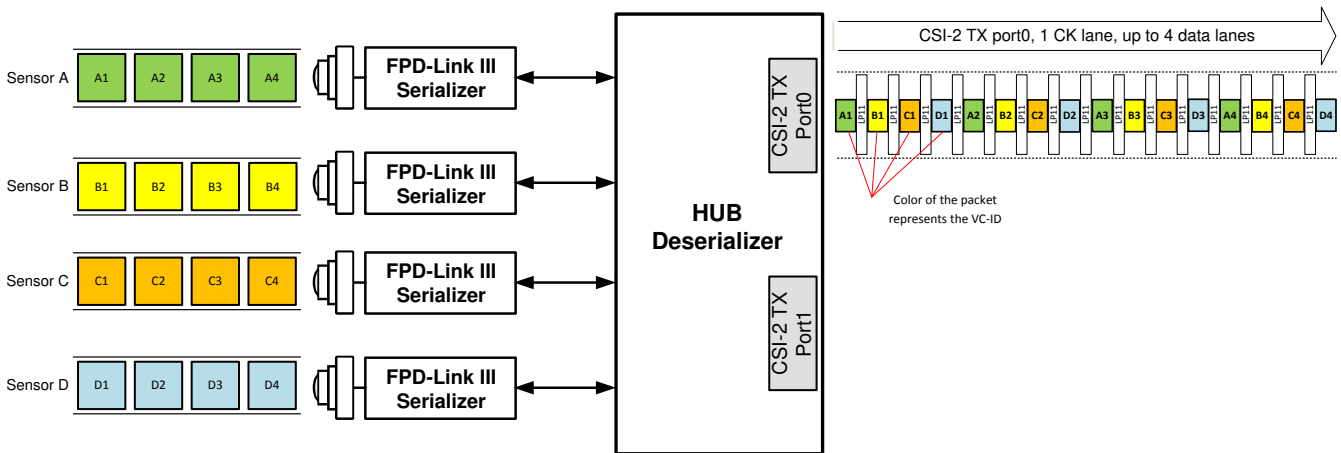 CSI-2 TX port0, 1 CK lane, up to 4 data lanes
Sensor A
A1 A2 A3 A4
FPD-Link III
Serializer
CSI-2 TX
Port0
A1 LP11 B1 LP11 C1 LP11 D1 LP11 A2 LP11 B2 LP11 C2 LP11 D2 LP11 A3 LP11 B3 LP11 C3 LP11 D3 LP11 A4 LP11 B4 LP11 C4 LP11 D4
Color of the packet
represents the VC-ID
Sensor B
B1 B2 B3 B4
FPD-Link III
Serializer
HUB
Deserializer
Sensor C
C1 C2 C3 C4
FPD-Link III
Serializer
CSI-2 TX
Port1
Sensor D
D1 D2 D3 D4
FPD-Link III
Serializer